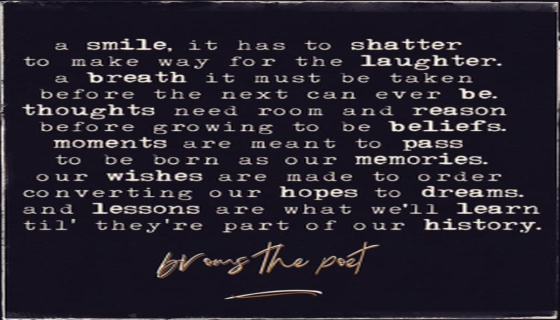 a smile, it has to shatter
to make way for the laughter.
a breath it must be taken
before the next can ever be.
thoughts need room and reason
before growing to be beliefs.
moments are meant to pass
to be born as our memories.
our wishes are made to order
converting our hopes to dreams.
and lessons are what we'll learn
til' they're part of our history.
broms the poet